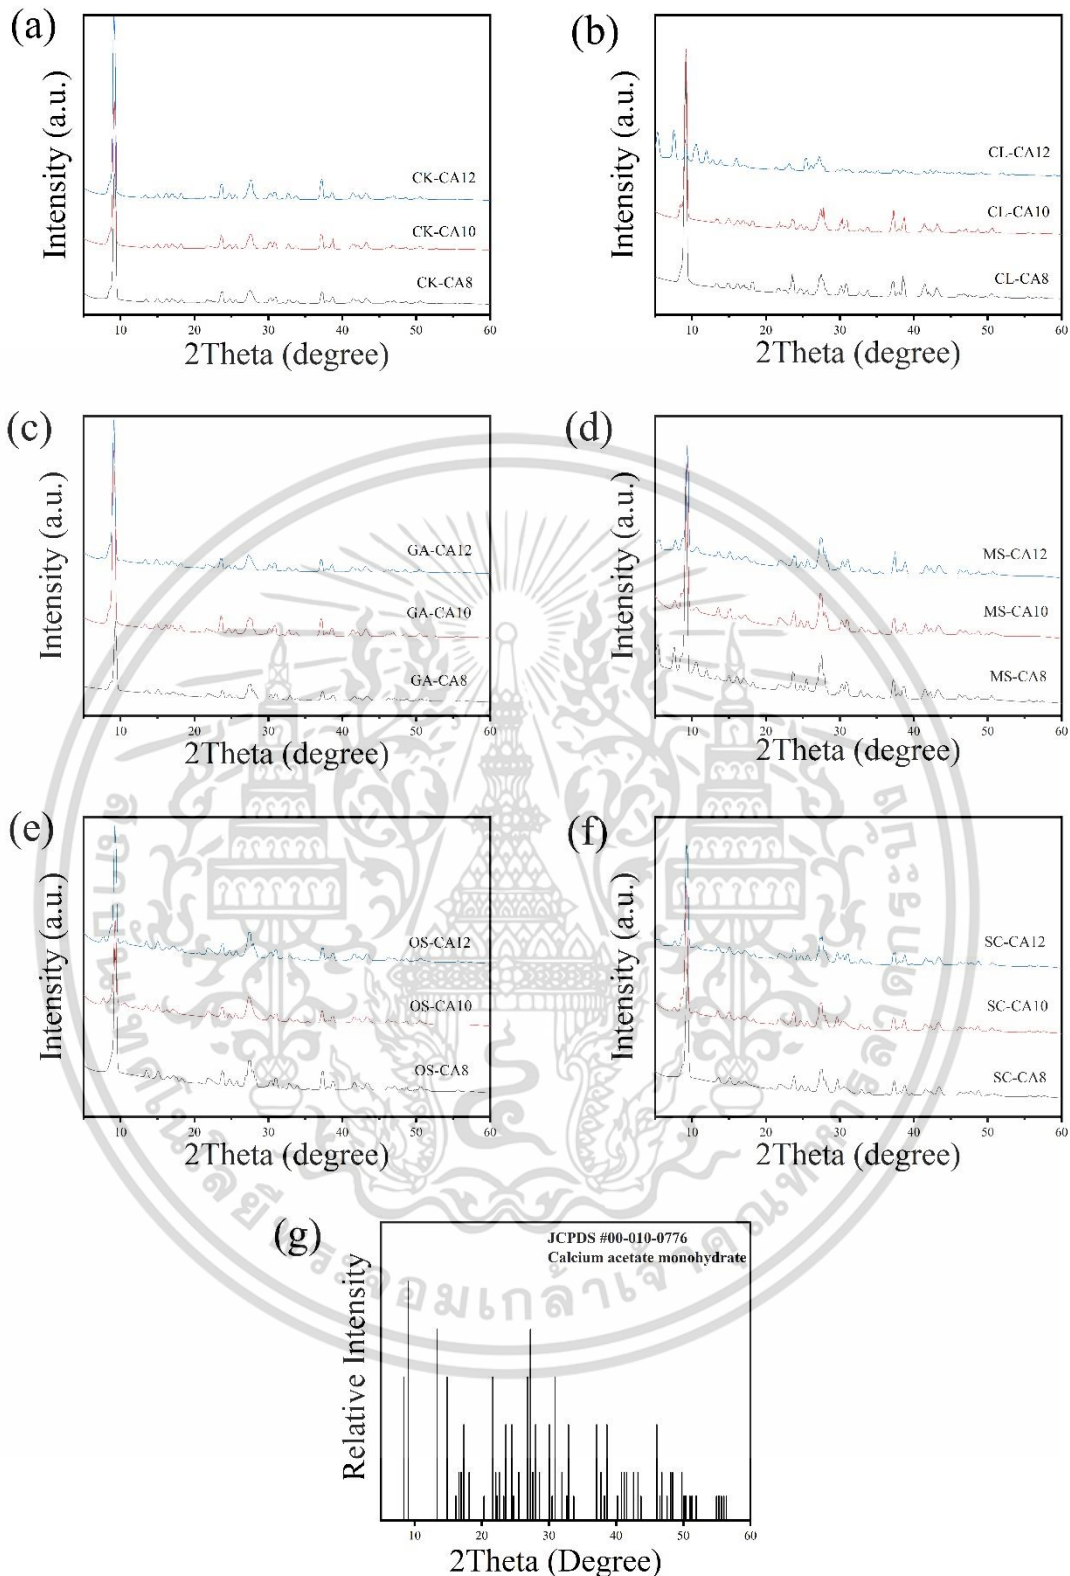 (a)
Intensity (a.u.)
CK-CA12
CK-CA10
CK-CA8
10 20 30 40 50 60
2Theta (degree)
(b)
Intensity (a.u.)
CL-CA12
CL-CA10
CL-CA8
10 20 30 40 50 60
2Theta (degree)
(c)
Intensity (a.u.)
GA-CA12
GA-CA10
GA-CA8
10 20 30 40 50 60
2Theta (degree)
(d)
Intensity (a.u.)
MS-CA12
MS-CA10
MS-CA8
10 20 30 40 50 60
2Theta (degree)
(e)
Intensity (a.u.)
OS-CA12
OS-CA10
OS-CA8
10 20 30 40 50 60
2Theta (degree)
(f)
Intensity (a.u.)
SC-CA12
SC-CA10
SC-CA8
10 20 30 40 50 60
2Theta (degree)
(g)
Relative Intensity
JCPDS #00-010-0776
Calcium acetate monohydrate
10 20 30 40 50 60
2Theta (Degree)